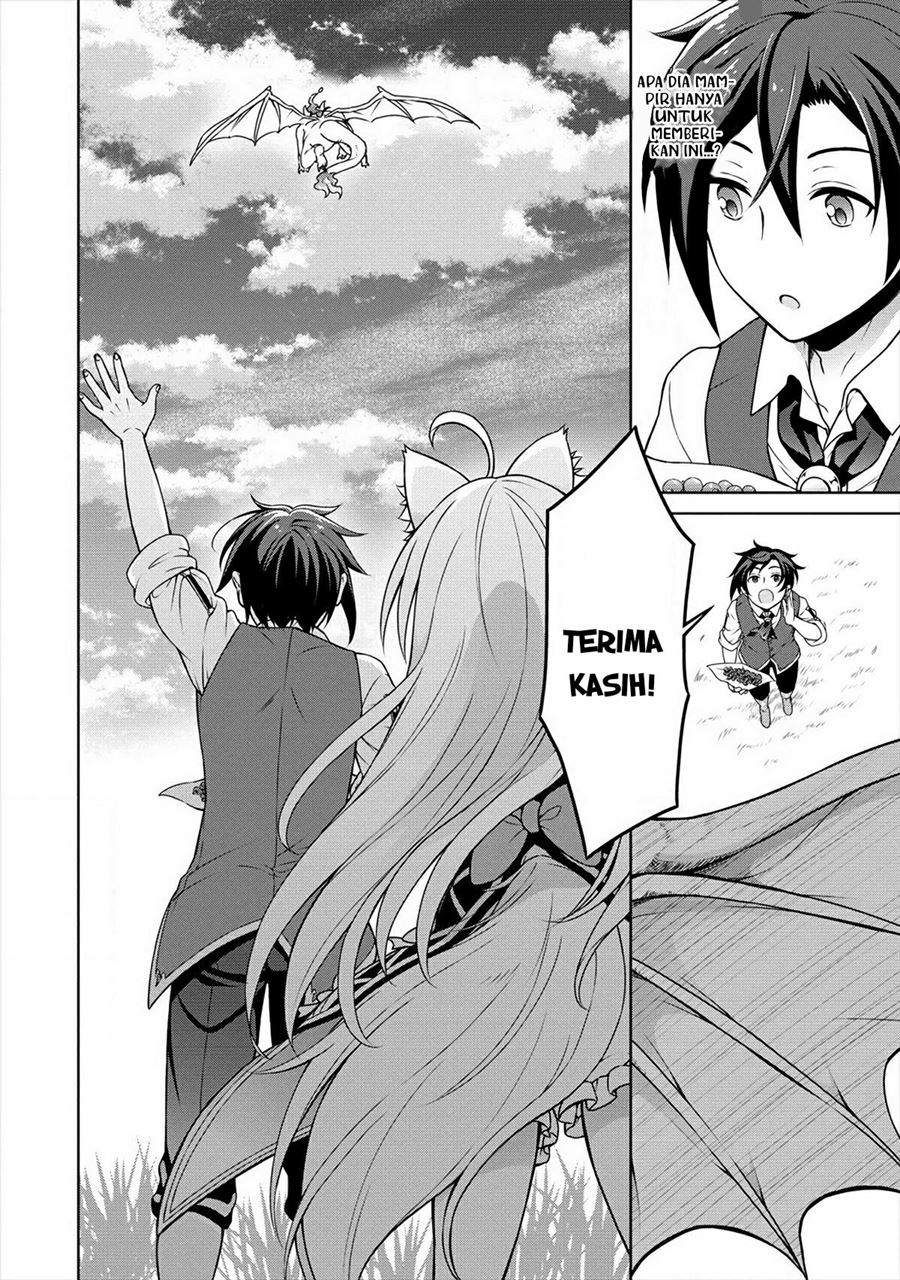 APA DIA MAM-
PIR HANYA
UNTUK
MEMBERI-
KAN INI...?
TERIMA
KASIH!